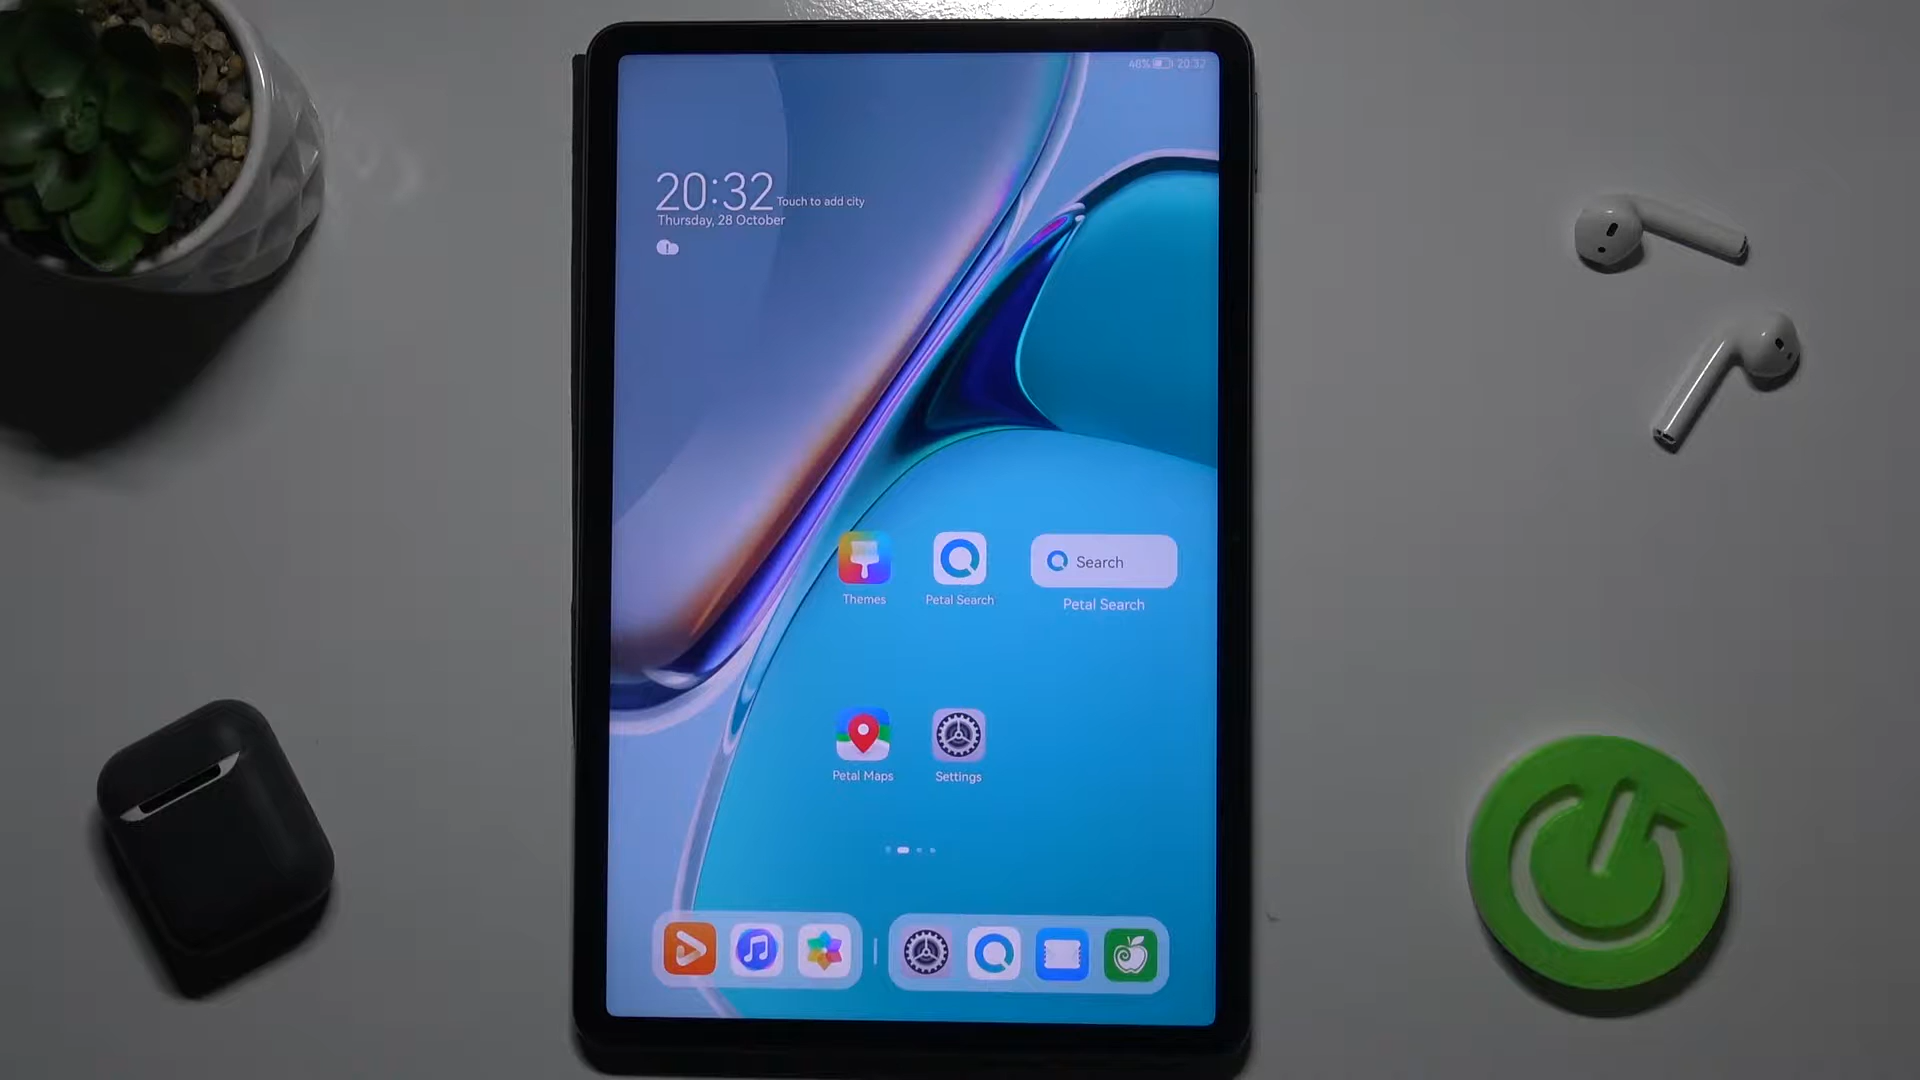 48% 20:32
20:32 Touch to add city
Thursday, 28 October
Search
Themes
Petal Search
Petal Search
Petal Maps
Settings